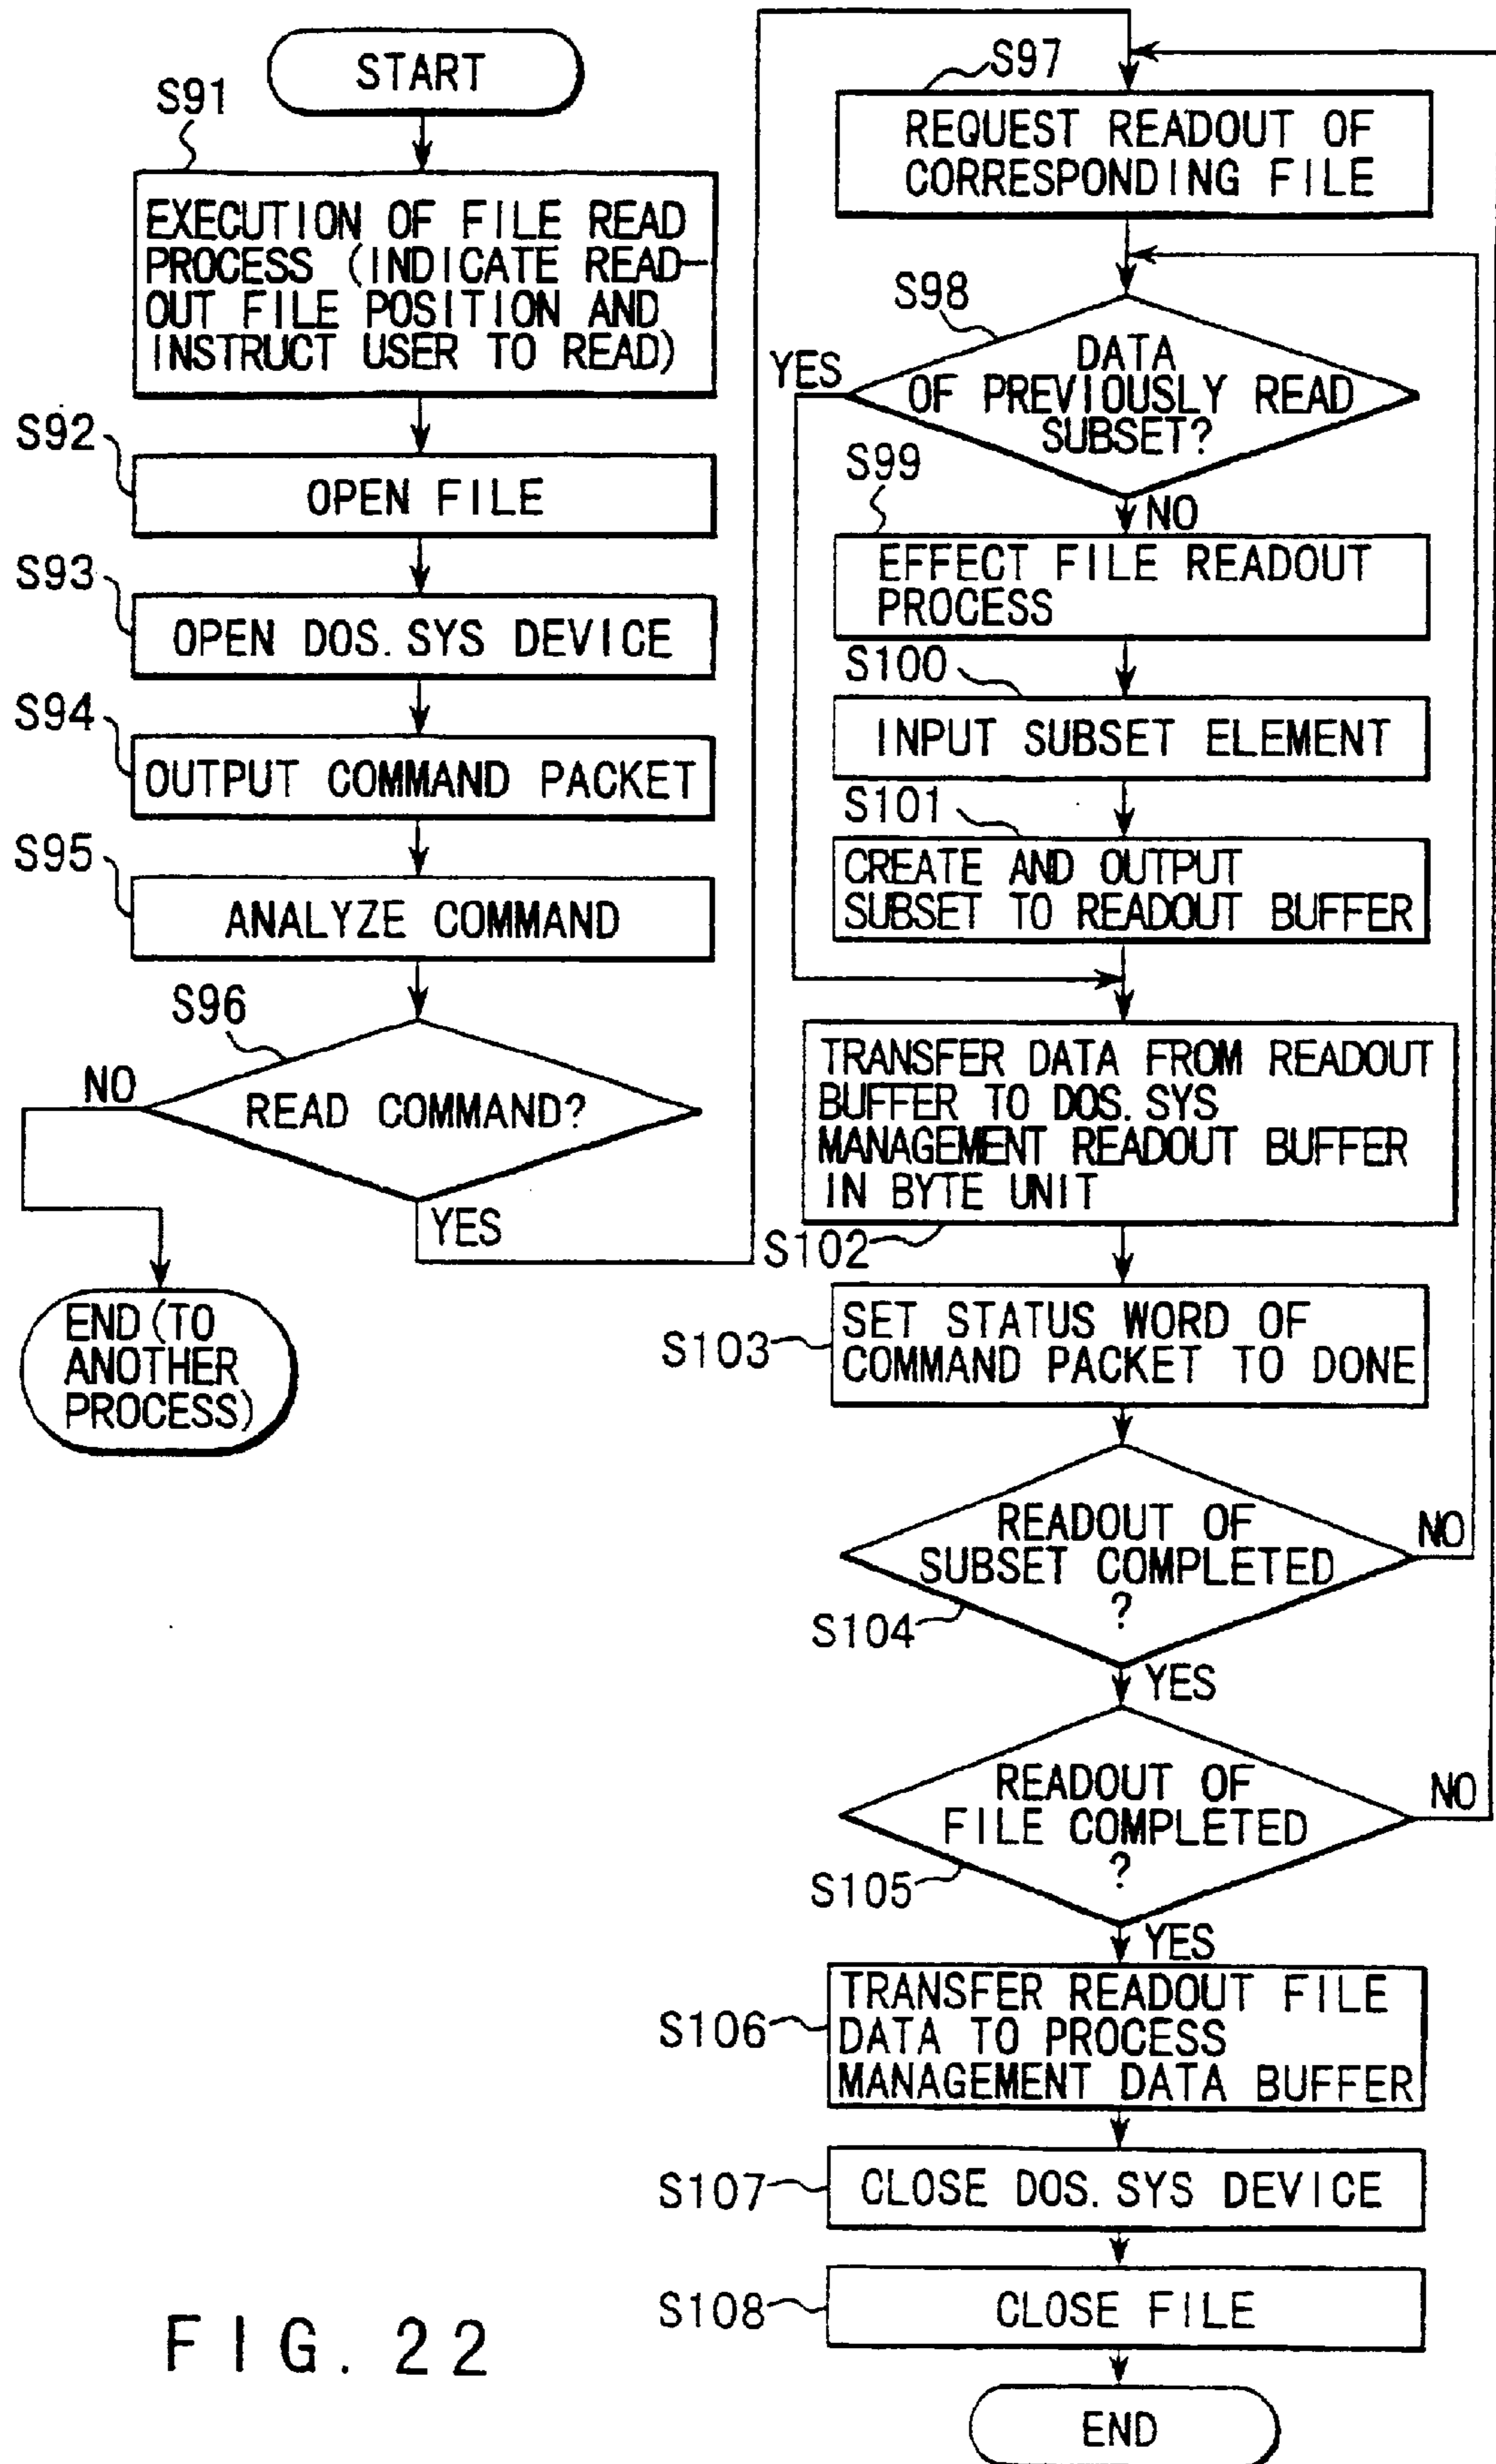 START
S91
EXECUTION OF FILE READ
PROCESS (INDICATE READ-
OUT FILE POSITION AND
INSTRUCT USER TO READ)
S92
OPEN FILE
S93
OPEN DOS.SYS DEVICE
S94
OUTPUT COMMAND PACKET
S95
ANALYZE COMMAND
S96
READ COMMAND?
NO
YES
END (TO
ANOTHER
PROCESS)
S97
REQUEST READOUT OF
CORRESPONDING FILE
S98
DATA
OF PREVIOUSLY READ
SUBSET?
YES
NO
S99
EFFECT FILE READOUT
PROCESS
S100
INPUT SUBSET ELEMENT
S101
CREATE AND OUTPUT
SUBSET TO READOUT BUFFER
TRANSFER DATA FROM READOUT
BUFFER TO DOS.SYS
MANAGEMENT READOUT BUFFER
IN BYTE UNIT
S102
S103
SET STATUS WORD OF
COMMAND PACKET TO DONE
READOUT OF
SUBSET COMPLETED
?
NO
S104
YES
READOUT OF
FILE COMPLETED
?
NO
S105
YES
S106
TRANSFER READOUT FILE
DATA TO PROCESS
MANAGEMENT DATA BUFFER
S107
CLOSE DOS.SYS DEVICE
S108
CLOSE FILE
END
FIG. 22